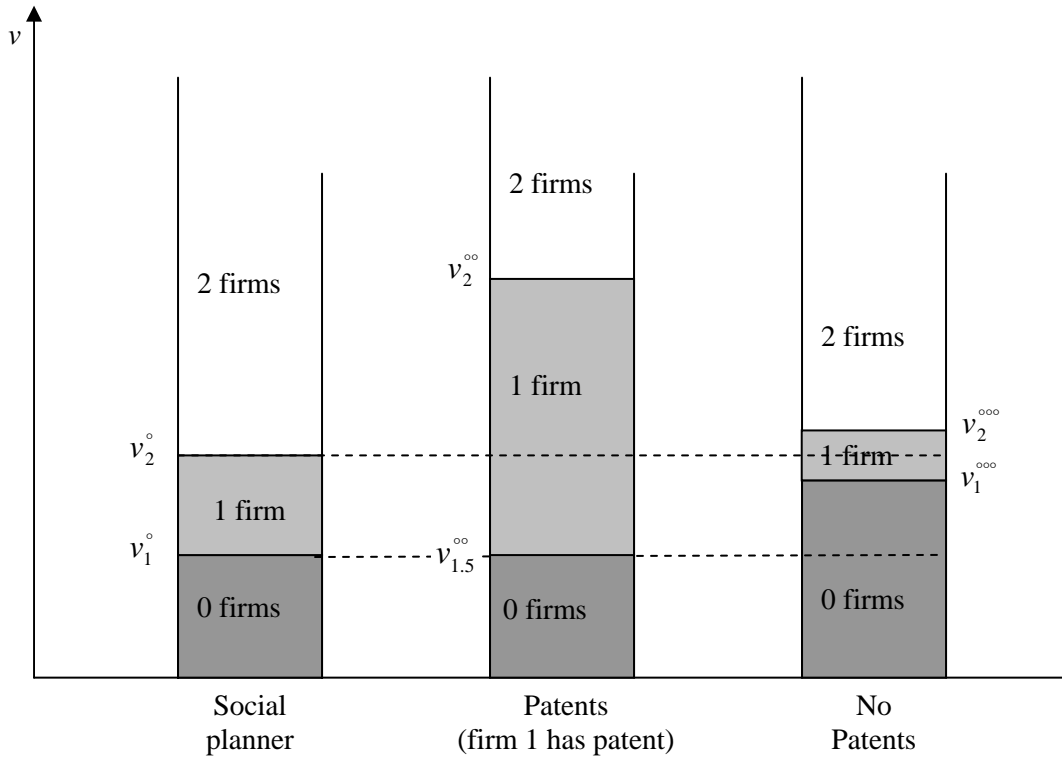 v
2 firms
v₂°°
2 firms
2 firms
1 firm
v₂°°°
v₂°
1 firm
v₁°°°
1 firm
v₁°
v₁.₅°°
0 firms
0 firms
0 firms
Social
planner
Patents
(firm 1 has patent)
No
Patents